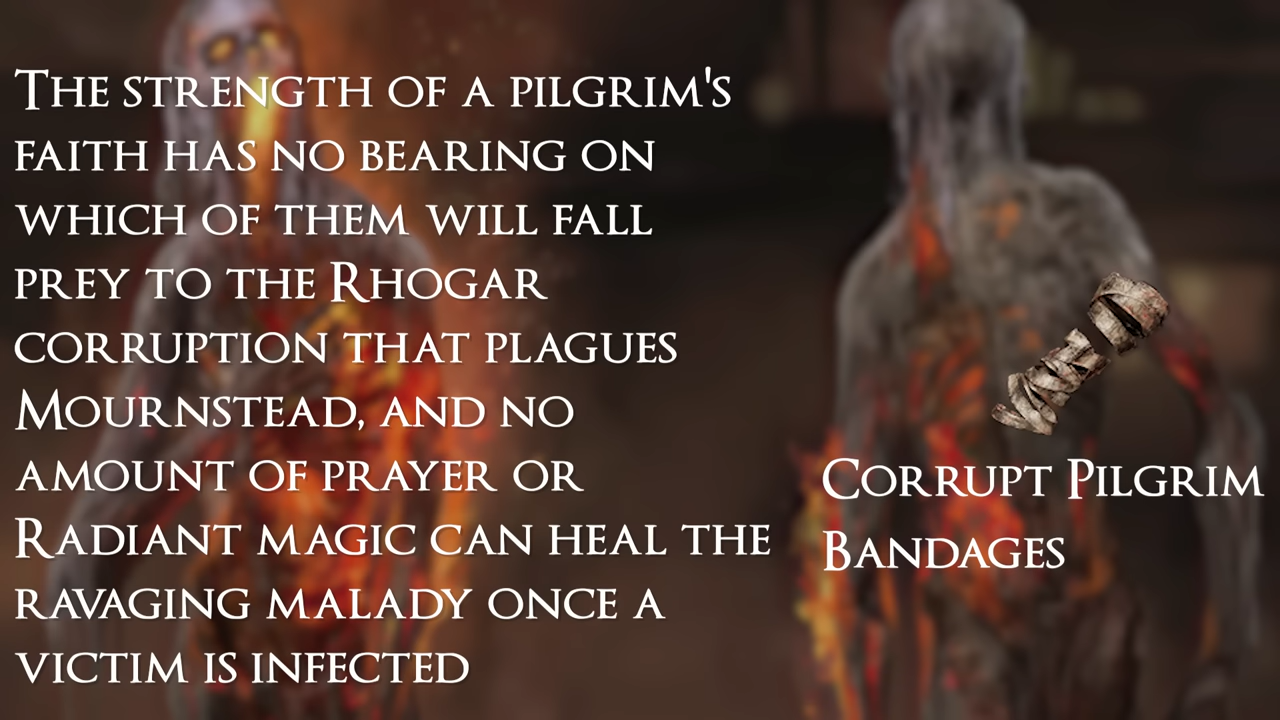 The strength of a pilgrim's
faith has no bearing on
which of them will fall
prey to the Rhogar
corruption that plagues
Mournstead, and no
amount of prayer or
Radiant magic can heal the
ravaging malady once a
victim is infected
Corrupt Pilgrim
Bandages